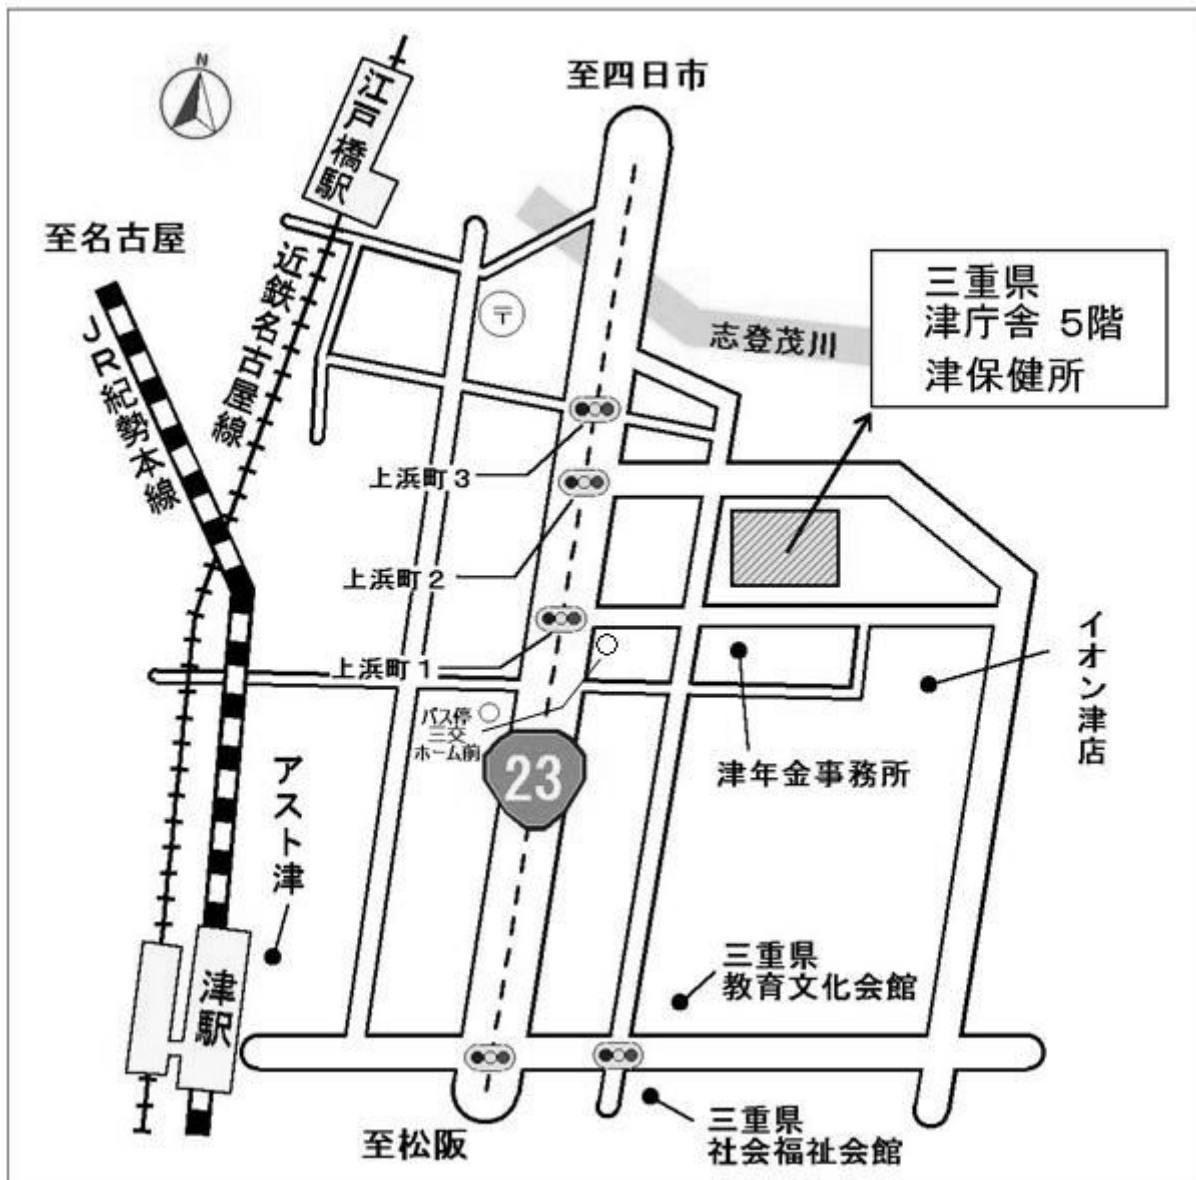 N
江戸橋駅
至四日市
至名古屋
近鉄名古屋線
JR紀勢本線
〒
志登茂川
三重県
津庁舎 5階
津保健所
上浜町3
上浜町2
上浜町1
バス停
三交
ホーム前
23
イオン津店
津年金事務所
アスト津
津駅
三重県
教育文化会館
三重県
社会福祉会館
至松阪